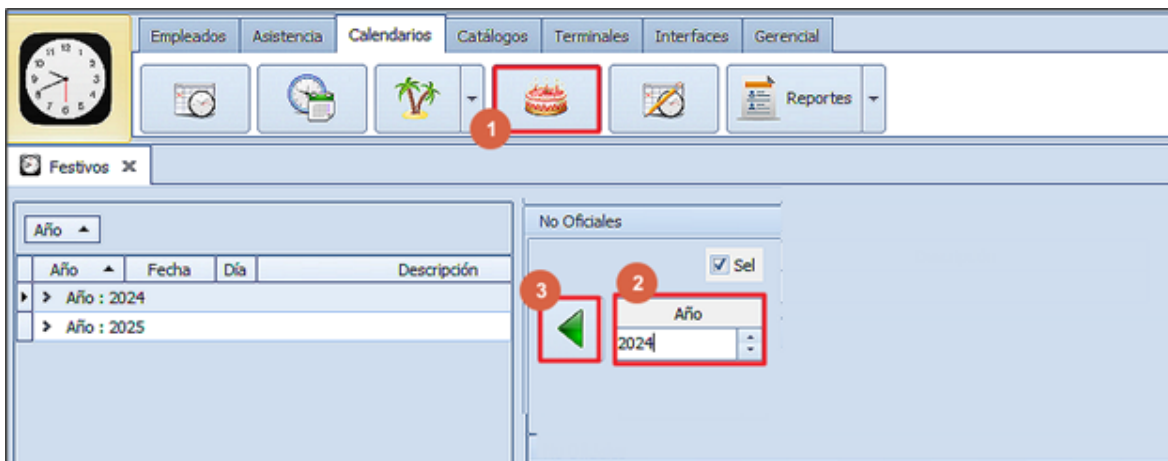 Empleados Asistencia Calendarios Catálogos Terminales Interfaces Gerencial
Reportes
1
Festivos
Año
No Oficiales
Sel
Año Fecha Día Descripción
Año : 2024
Año : 2025
3
2
Año
2024